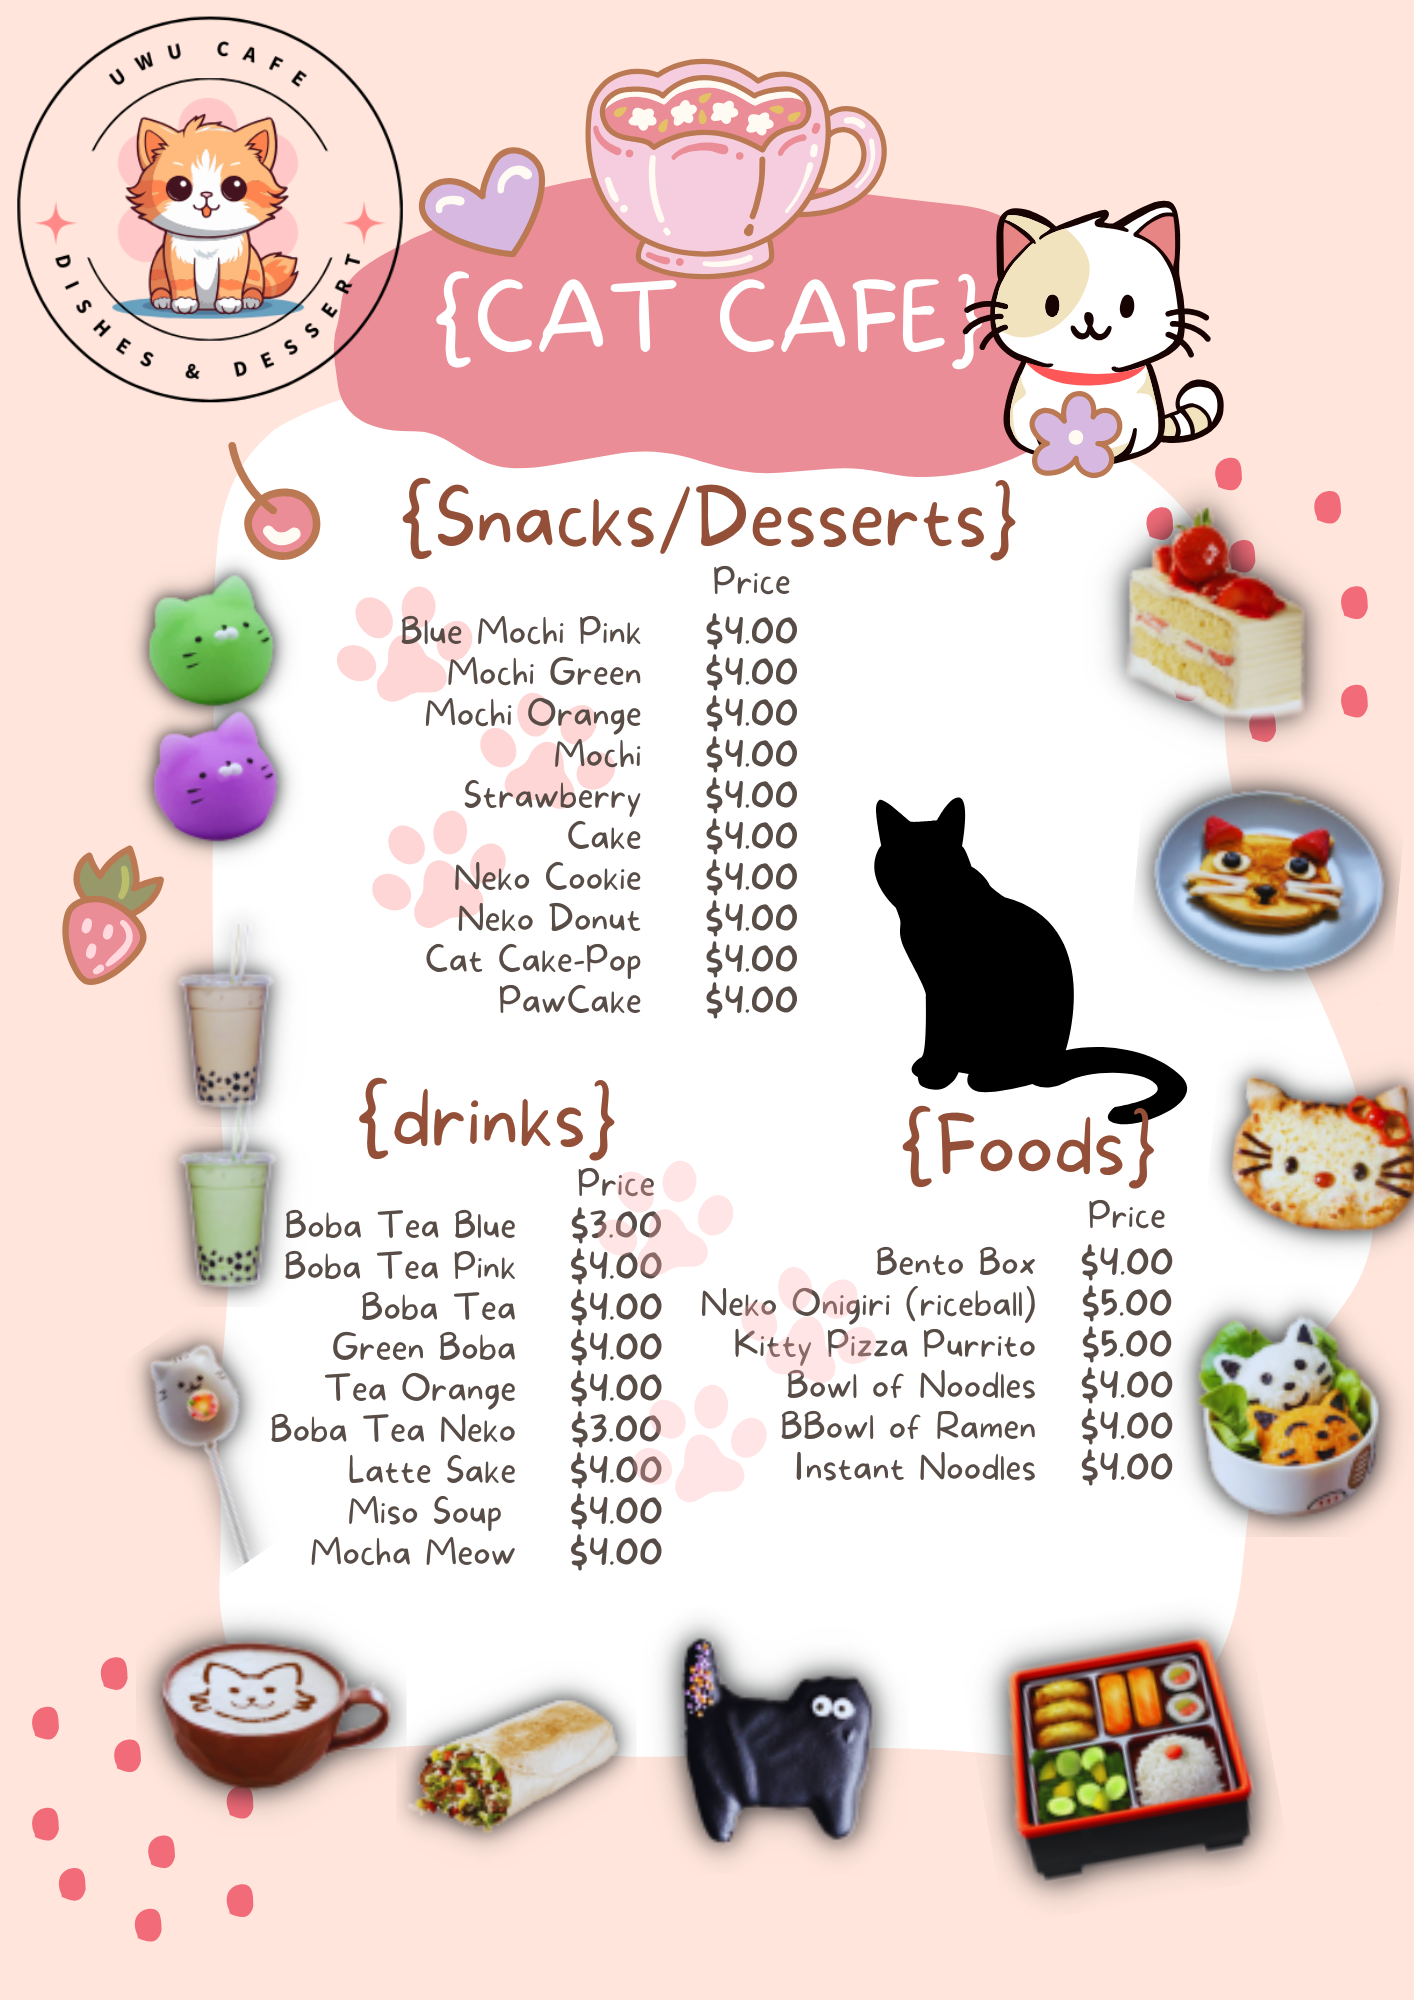 UWU CAFE
DISHES & DESSERT
{CAT CAFE}
{Snacks/Desserts}
Price
Blue Mochi Pink $4.00
Mochi Green $4.00
Mochi Orange $4.00
Mochi $4.00
Strawberry $4.00
Cake $4.00
Neko Cookie $4.00
Neko Donut $4.00
Cat Cake-Pop $4.00
PawCake $4.00
{drinks}
Price
Boba Tea Blue $3.00
Boba Tea Pink $4.00
Boba Tea $4.00
Green Boba $4.00
Tea Orange $4.00
Boba Tea Neko $3.00
Latte Sake $4.00
Miso Soup $4.00
Mocha Meow $4.00
{Foods}
Price
Bento Box $4.00
Neko Onigiri (riceball) $5.00
Kitty Pizza Purrito $5.00
Bowl of Noodles $4.00
BBowl of Ramen $4.00
Instant Noodles $4.00